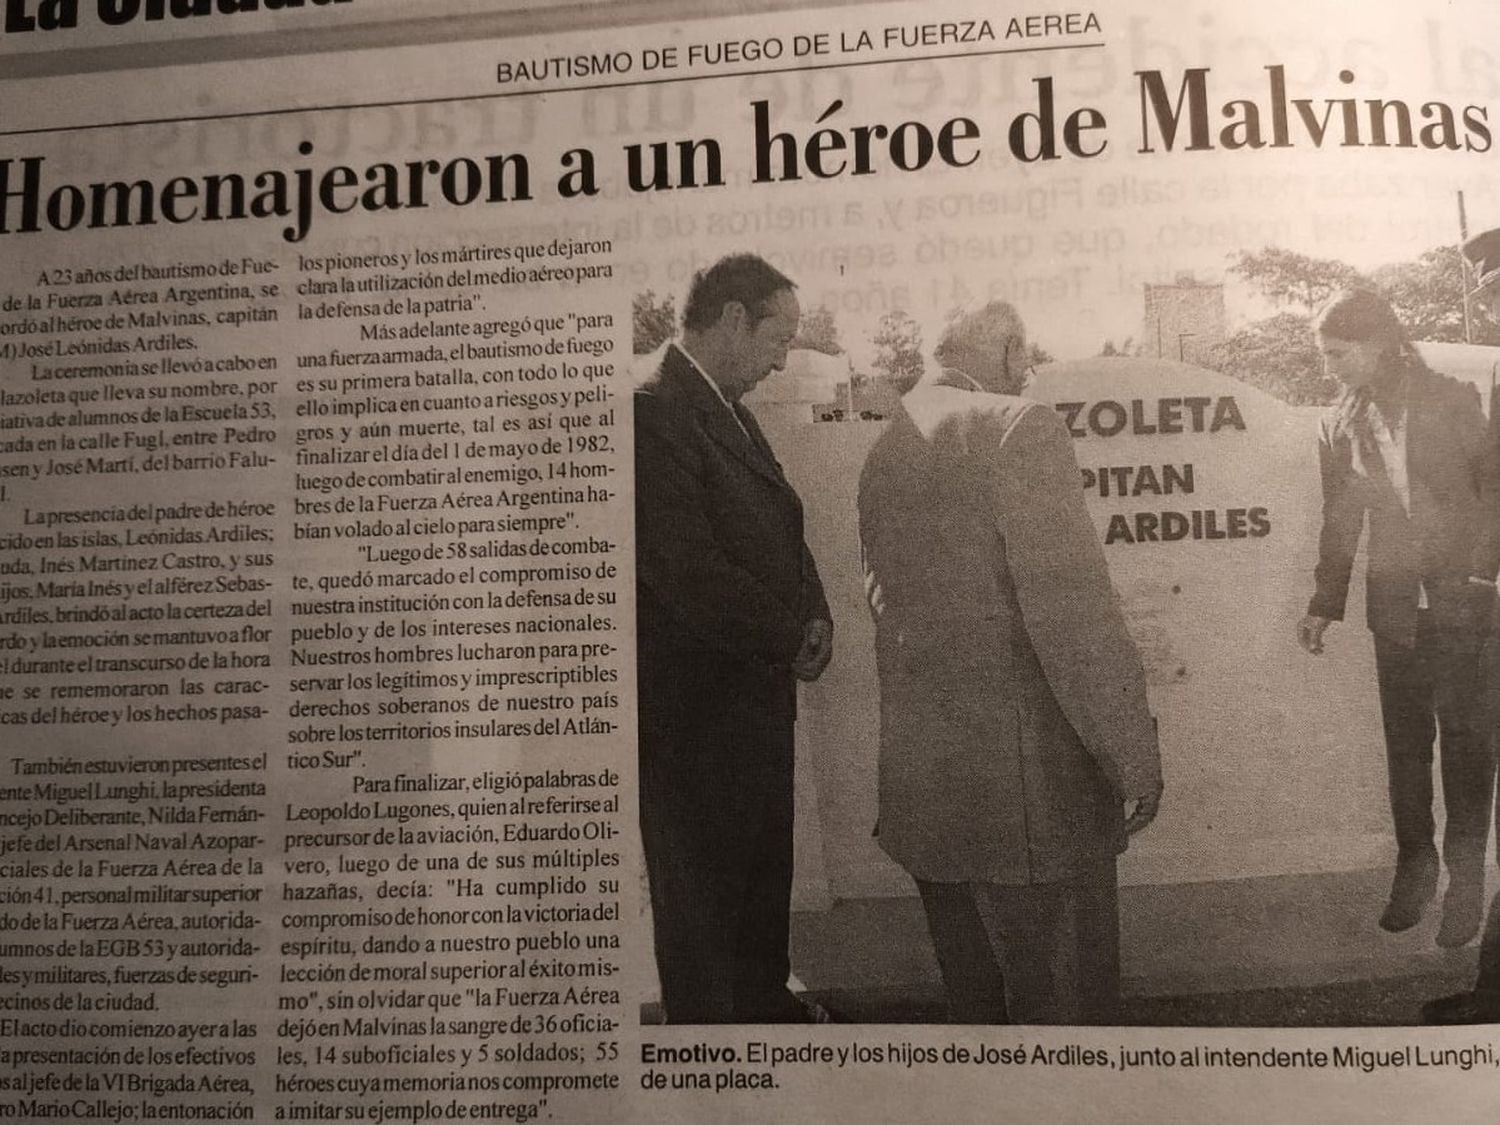 La Ciudad
BAUTISMO DE FUEGO DE LA FUERZA AEREA
Homenajearon a un héroe de Malvinas
A 23 años del bautismo de Fue-
de la Fuerza Aérea Argentina, se
ordó al héroe de Malvinas, capitán
M) José Leónidas Ardiles.
La ceremonia se llevó a cabo en
lazoleta que lleva su nombre, por
iativa de alumnos de la Escuela 53,
cada en la calle Fugl, entre Pedro
sen y José Martí, del barrio Falu-
l.
La presencia del padre de héroe
cido en las islas, Leónidas Ardiles;
uda, Inés Martínez Castro, y sus
ijos, María Inés y el alférez Sebas-
Ardiles, brindó al acto la certeza del
rdo y la emoción se mantuvo a flor
el durante el transcurso de la hora
ue se rememoraron las carac-
icas del héroe y los hechos pasa-
También estuvieron presentes el
ente Miguel Lunghi, la presidenta
ncejo Deliberante, Nilda Fernán-
jefe del Arsenal Naval Azopar-
ciales de la Fuerza Aérea de la
ción 41, personal militar superior
do de la Fuerza Aérea, autorida-
umnos de la EGB 53 y autorida-
les y militares, fuerzas de seguri-
ecinos de la ciudad.
El acto dio comienzo ayer a las
a presentación de los efectivos
os al jefe de la VI Brigada Aérea,
ro Mario Callejo; la entonación
los pioneros y los mártires que dejaron
clara la utilización del medio aéreo para
la defensa de la patria".
Más adelante agregó que "para
una fuerza armada, el bautismo de fuego
es su primera batalla, con todo lo que
ello implica en cuanto a riesgos y peli-
gros y aún muerte, tal es así que al
finalizar el día del 1 de mayo de 1982,
luego de combatir al enemigo, 14 hom-
bres de la Fuerza Aérea Argentina ha-
bían volado al cielo para siempre".
"Luego de 58 salidas de comba-
te, quedó marcado el compromiso de
nuestra institución con la defensa de su
pueblo y de los intereses nacionales.
Nuestros hombres lucharon para pre-
servar los legítimos y imprescriptibles
derechos soberanos de nuestro país
sobre los territorios insulares del Atlán-
tico Sur".
Para finalizar, eligió palabras de
Leopoldo Lugones, quien al referirse al
precursor de la aviación, Eduardo Oli-
vero, luego de una de sus múltiples
hazañas, decía: "Ha cumplido su
compromiso de honor con la victoria del
espíritu, dando a nuestro pueblo una
lección de moral superior al éxito mis-
mo", sin olvidar que "la Fuerza Aérea
dejó en Malvinas la sangre de 36 oficia-
les, 14 suboficiales y 5 soldados; 55
héroes cuya memoria nos compromete
a imitar su ejemplo de entrega".
ZOLETA
PITAN
ARDILES
Emotivo. El padre y los hijos de José Ardiles, junto al intendente Miguel Lunghi,
de una placa.